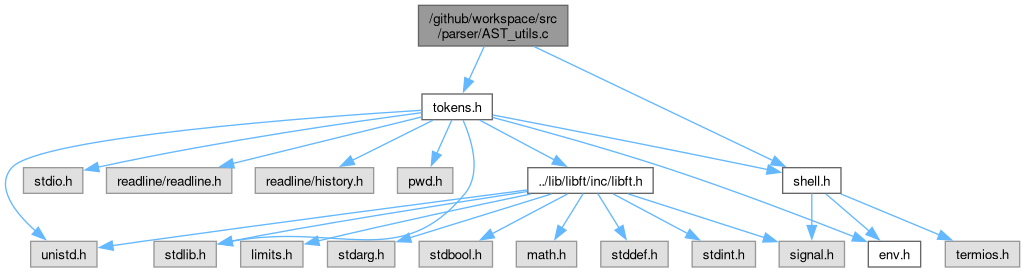 /github/workspace/src
/parser/AST_utils.c
tokens.h
stdio.h
readline/readline.h
readline/history.h
pwd.h
../lib/libft/inc/libft.h
shell.h
unistd.h
stdlib.h
limits.h
stdarg.h
stdbool.h
math.h
stddef.h
stdint.h
signal.h
env.h
termios.h